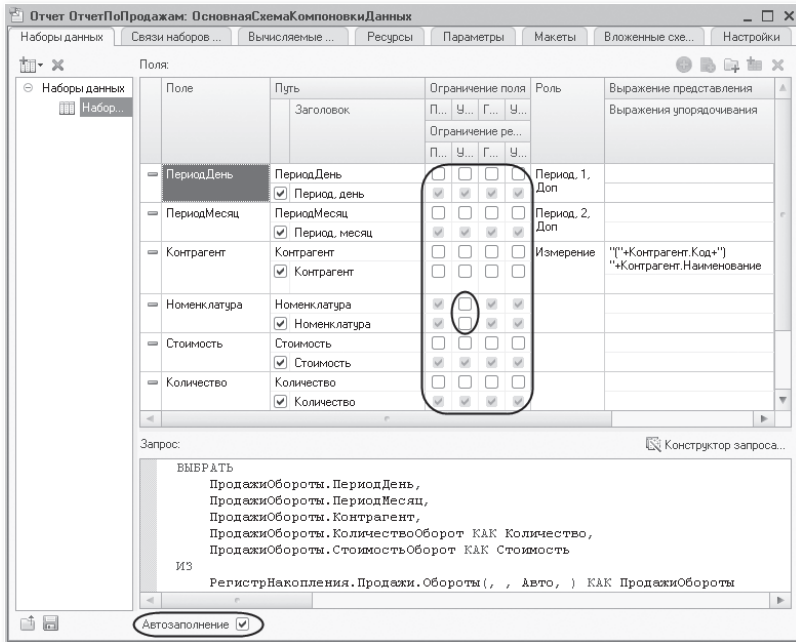 Отчет ОтчетПоПродажам: ОсновнаяСхемаКомпоновкиДанных
Наборы данных Связи наборов ... Вычисляемые ... Ресурсы Параметры Макеты Вложенные схе... Настройки
Поля:
Наборы данных
Набор...
Поле Путь Ограничение поля Роль Выражение представления
Заголовок П... У... Г... У... Выражения упорядочивания
Ограничение ре...
П... У... Г... У...
ПериодДень ПериодДень Период, 1, Доп
Период, день
ПериодМесяц ПериодМесяц Период, 2, Доп
Период, месяц
Контрагент Контрагент Измерение "("+Контрагент.Код+")
Контрагент "+Контрагент.Наименование
Номенклатура Номенклатура
Номенклатура
Стоимость Стоимость
Стоимость
Количество Количество
Количество
Запрос: Конструктор запроса...
ВЫБРАТЬ
ПродажиОбороты.ПериодДень,
ПродажиОбороты.ПериодМесяц,
ПродажиОбороты.Контрагент,
ПродажиОбороты.КоличествоОборот КАК Количество,
ПродажиОбороты.СтоимостьОборот КАК Стоимость
ИЗ
РегистрНакопления.Продажи.Обороты(, , Авто, ) КАК ПродажиОбороты
Автозаполнение